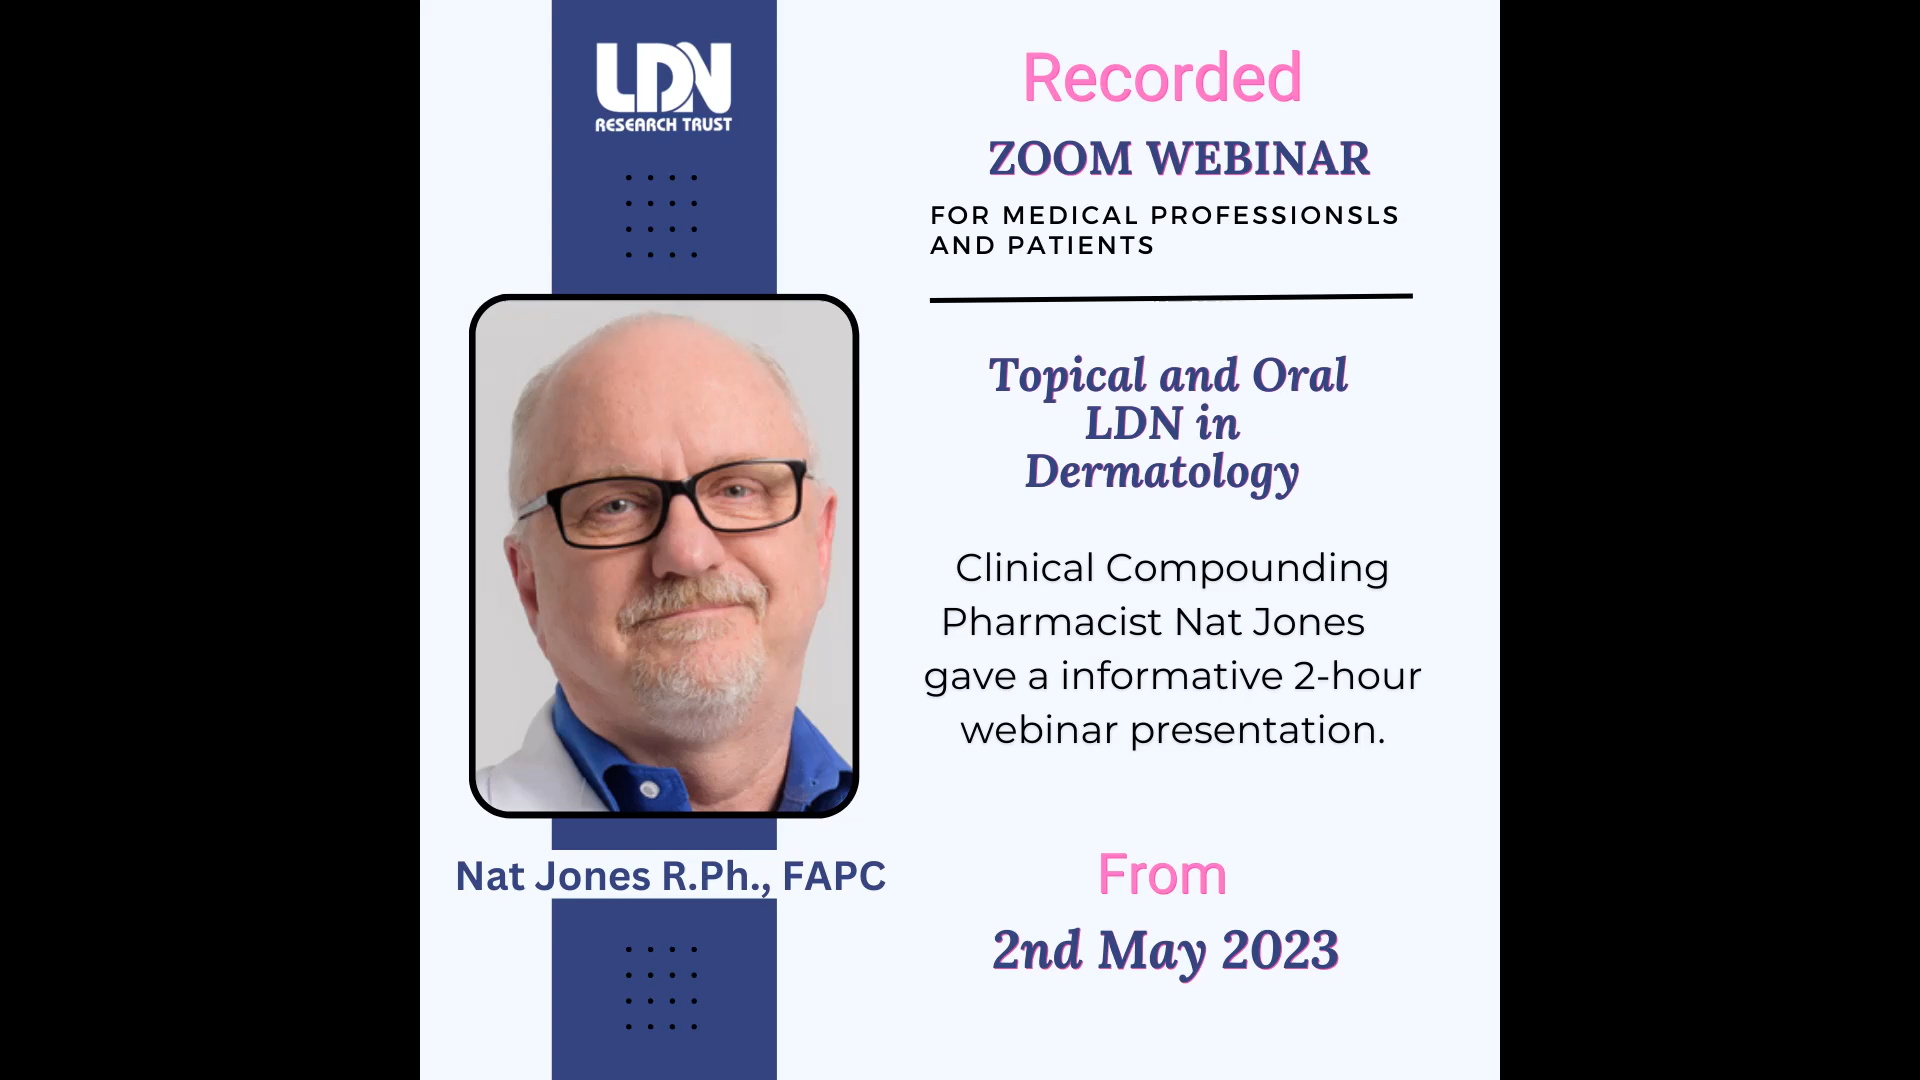 LDN
RESEARCH TRUST
Recorded
ZOOM WEBINAR
FOR MEDICAL PROFESSIONSLS
AND PATIENTS
Topical and Oral
LDN in
Dermatology
Clinical Compounding
Pharmacist Nat Jones
gave a informative 2-hour
webinar presentation.
Nat Jones R.Ph., FAPC
From
2nd May 2023